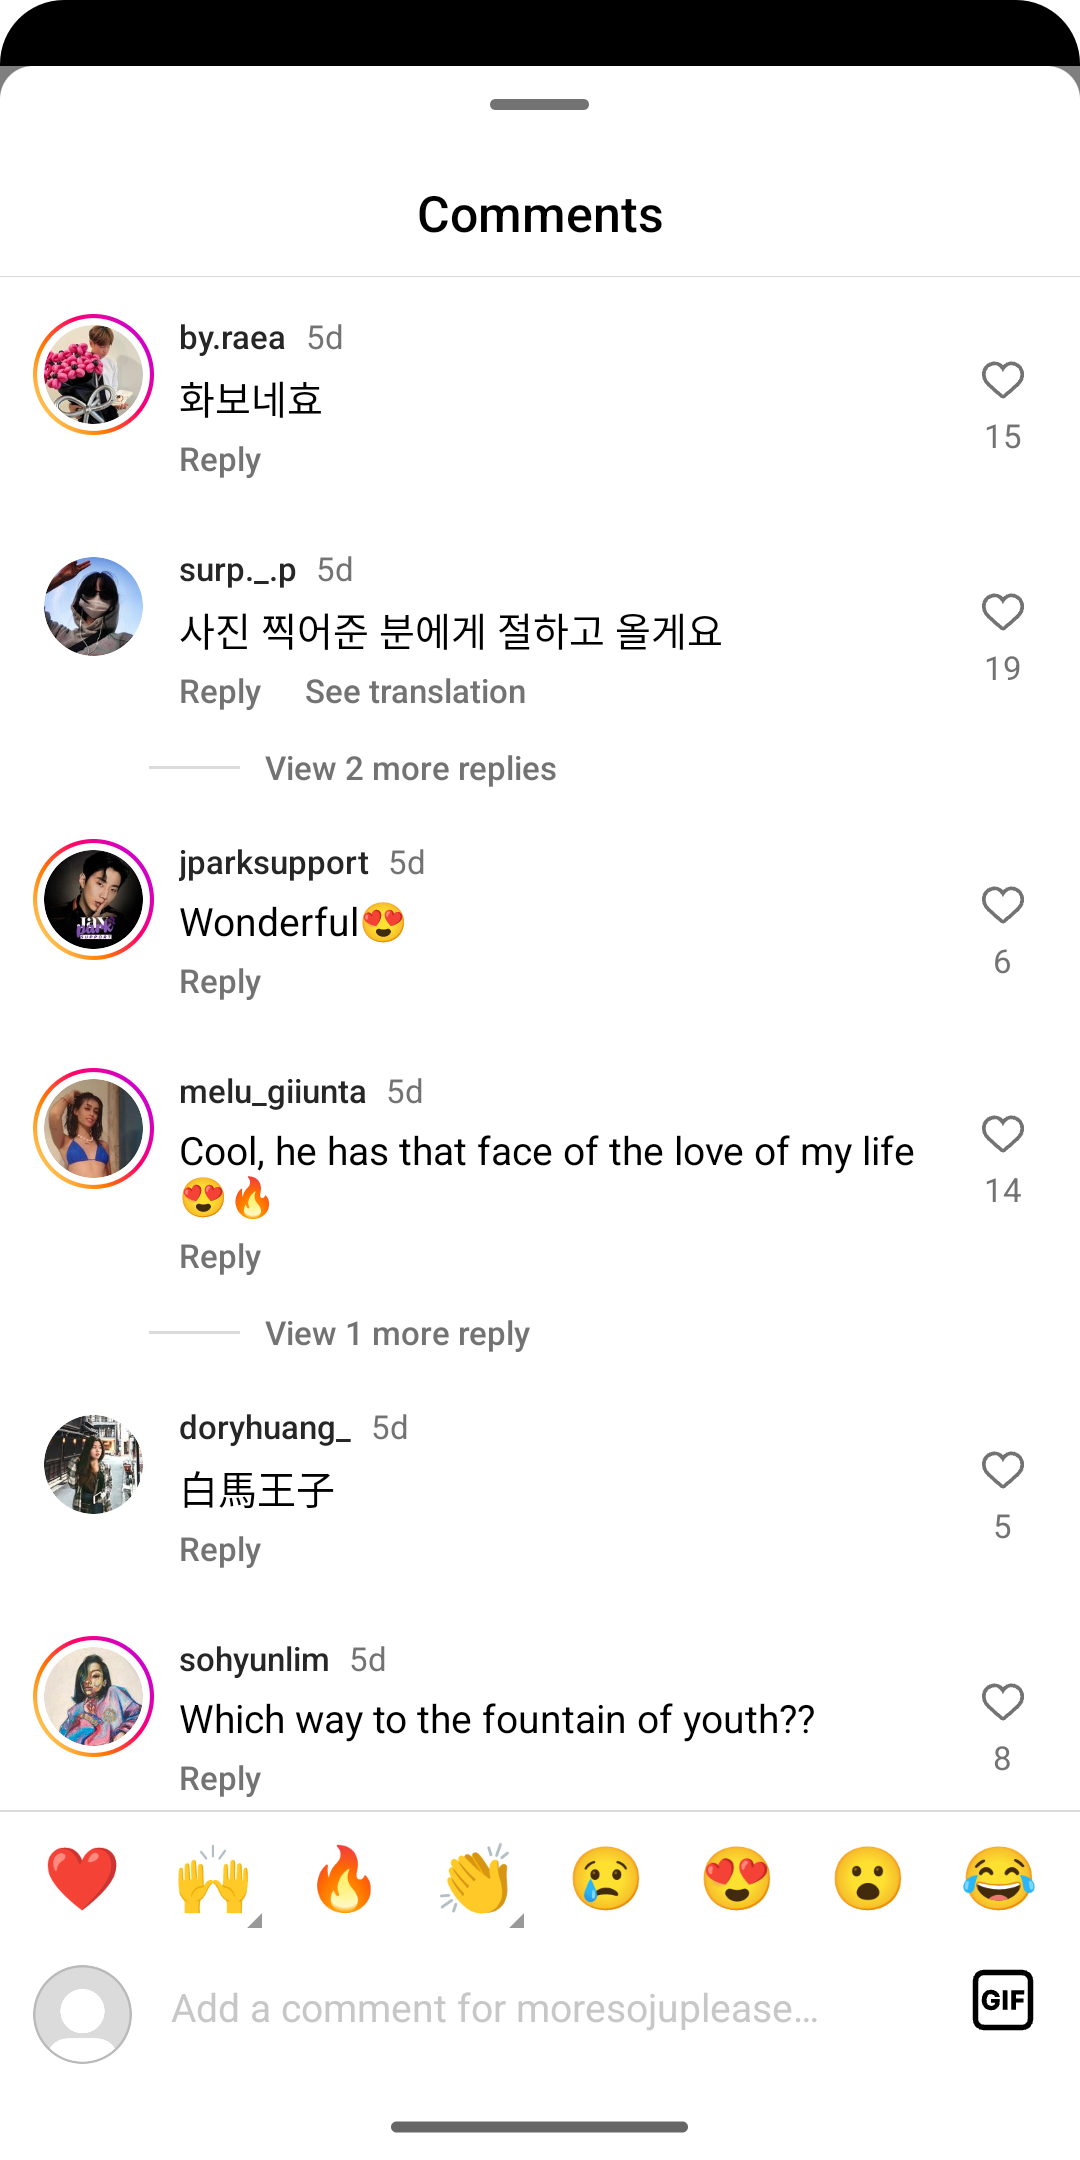 Comments
by.raea 5d
화보네효
15
Reply
surp._.p 5d
사진 찍어준 분에게 절하고 올게요
19
Reply See translation
View 2 more replies
jparksupport 5d
Wonderful😍
6
Reply
JAY
park
SUPPORT
melu_giiunta 5d
Cool, he has that face of the love of my life
😍🔥
14
Reply
View 1 more reply
doryhuang_ 5d
白馬王子
5
Reply
sohyunlim 5d
Which way to the fountain of youth??
8
Reply
❤️ 🙌 🔥 👏 😢 😍 😮 😂
Add a comment for moresojuplease...
GIF